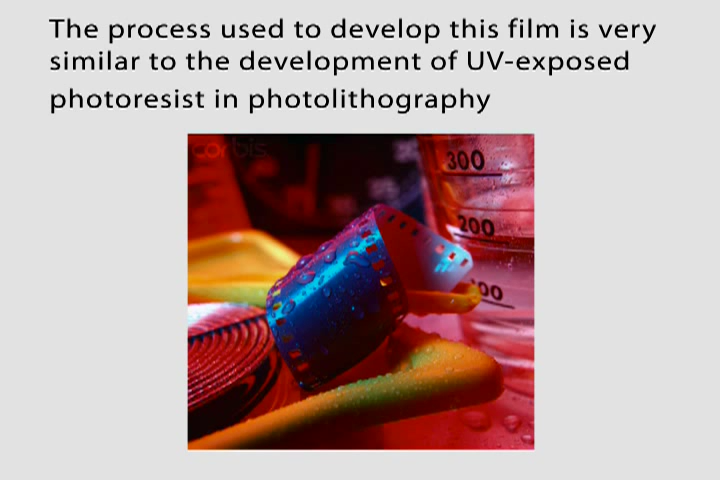 The process used to develop this film is very
similar to the development of UV-exposed
photoresist in photolithography
corbis
300
200
100